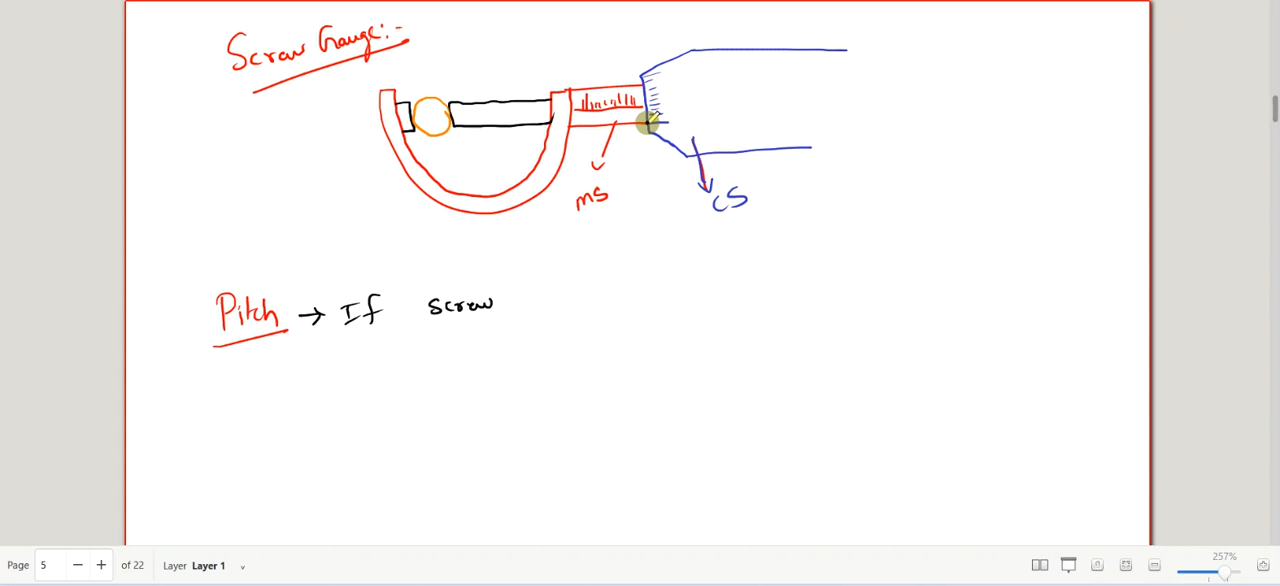 Screw Gauge:-
MS
CS
Pitch → If screw
Page 5 of 22 Layer Layer 1 257%